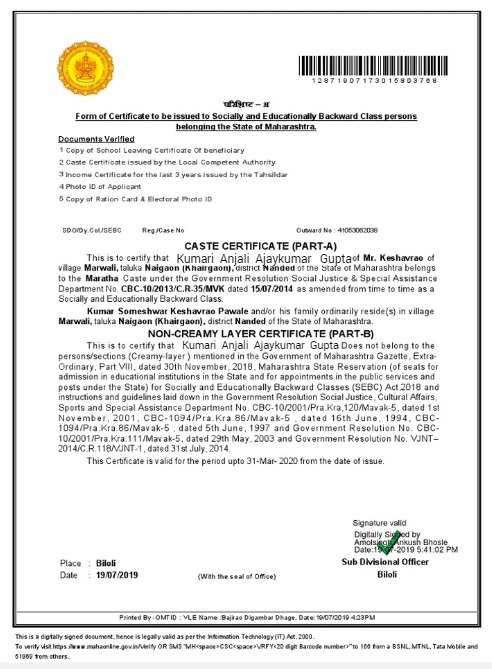 12871907173015803768
परिशिष्ट – अ
Form of Certificate to be issued to Socially and Educationally Backward Class persons
belonging the State of Maharashtra.
Documents Verified
1 Copy of School Leaving Certificate Of beneficiary
2 Caste Certificate issued by the Local Competent Authority
3 Income Certificate for the last 3 years issued by the Tahsildar
4 Photo ID of Applicant
5 Copy of Ration Card & Electoral Photo ID
SDO/Dy.Col/SEBC Reg./Case No Outward No : 41053062038
CASTE CERTIFICATE (PART-A)
This is to certify that Kumari Anjali Ajaykumar Gupta of Mr. Keshavrao of
village Marwali, taluka Naigaon (Khairgaon), district Nanded of the State of Maharashtra belongs
to the Maratha Caste under the Government Resolution Social Justice & Special Assistance
Department No. CBC-10/2013/C.R-35/MVK dated 15/07/2014 as amended from time to time as a
Socially and Educationally Backward Class.
Kumar Someshwar Keshavrao Pawale and/or his family ordinarily reside(s) in village
Marwali, taluka Naigaon (Khairgaon), district Nanded of the State of Maharashtra.
NON-CREAMY LAYER CERTIFICATE (PART-B)
This is to certify that Kumari Anjali Ajaykumar Gupta Does not belong to the
persons/sections (Creamy-layer ) mentioned in the Government of Maharashtra Gazette, Extra-
Ordinary, Part VIII, dated 30th November, 2018, Maharashtra State Reservation (of seats for
admission in educational institutions in the State and for appointments in the public services and
posts under the State) for Socially and Educationally Backward Classes (SEBC) Act,2018 and
instructions and guidelines laid down in the Government Resolution Social Justice, Cultural Affairs,
Sports and Special Assistance Department No. CBC-10/2001/Pra.Kra,120/Mavak-5, dated 1st
November, 2001, CBC-1094/Pra.Kra.86/Mavak-5 , dated 16th June, 1994, CBC-
1094/Pra.Kra.86/Mavak-5 , dated 5th June, 1997 and Government Resolution No. CBC-
10/2001/Pra.Kra.111/Mavak-5, dated 29th May, 2003 and Government Resolution No. VJNT–
2014/C.R.118/VJNT-1, dated 31st July, 2014.
This Certificate is valid for the period upto 31-Mar- 2020 from the date of issue.
Signature valid
Digitally Signed by
Amolsingh Ankush Bhosle
Date:19-07-2019 5:41:02 PM
Place : Biloli Sub Divisional Officer
Date : 19/07/2019 (With the seal of Office) Biloli
Printed By -OMTID : VLE Name :Bajirao Digambar Dhage, Date:19/07/2019 4:23PM
This is a digitally signed document, hence is legally valid as per the Information Technology (IT) Act, 2000.
To verify visit https://www.mahaonline.gov.in/Verify OR SMS "MH<space>CSC<space>VRFY<20 digit Barcode number>"to 166 from a BSNL, MTNL, Tata Mobile and
51969 from others.